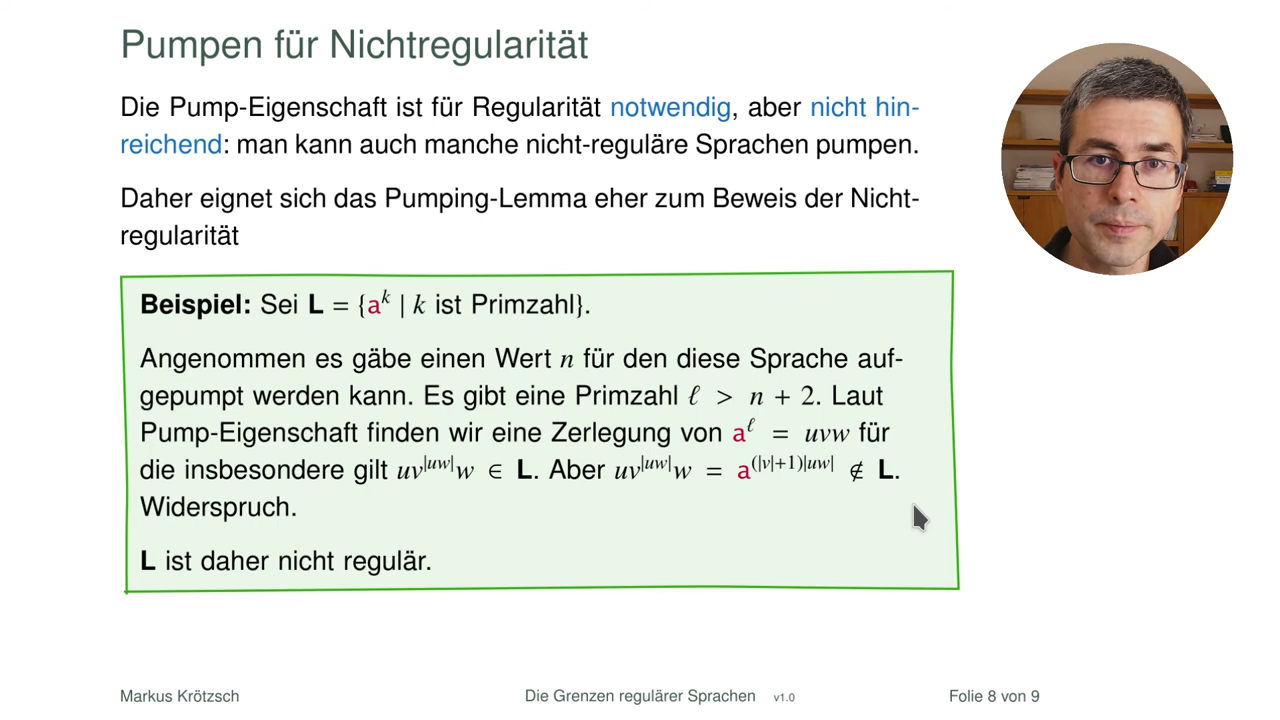 Pumpen für Nichtregularität
Die Pump-Eigenschaft ist für Regularität notwendig, aber nicht hin-
reichend: man kann auch manche nicht-reguläre Sprachen pumpen.
Daher eignet sich das Pumping-Lemma eher zum Beweis der Nicht-
regularität
Beispiel: Sei L = {a^k | k ist Primzahl}.
Angenommen es gäbe einen Wert n für den diese Sprache auf-
gepumpt werden kann. Es gibt eine Primzahl ℓ > n + 2. Laut
Pump-Eigenschaft finden wir eine Zerlegung von a^ℓ = uvw für
die insbesondere gilt uv^|uw|w ∈ L. Aber uv^|uw|w = a^(|v|+1)|uw| ∉ L.
Widerspruch.
L ist daher nicht regulär.
Markus Krötzsch Die Grenzen regulärer Sprachen v1.0 Folie 8 von 9